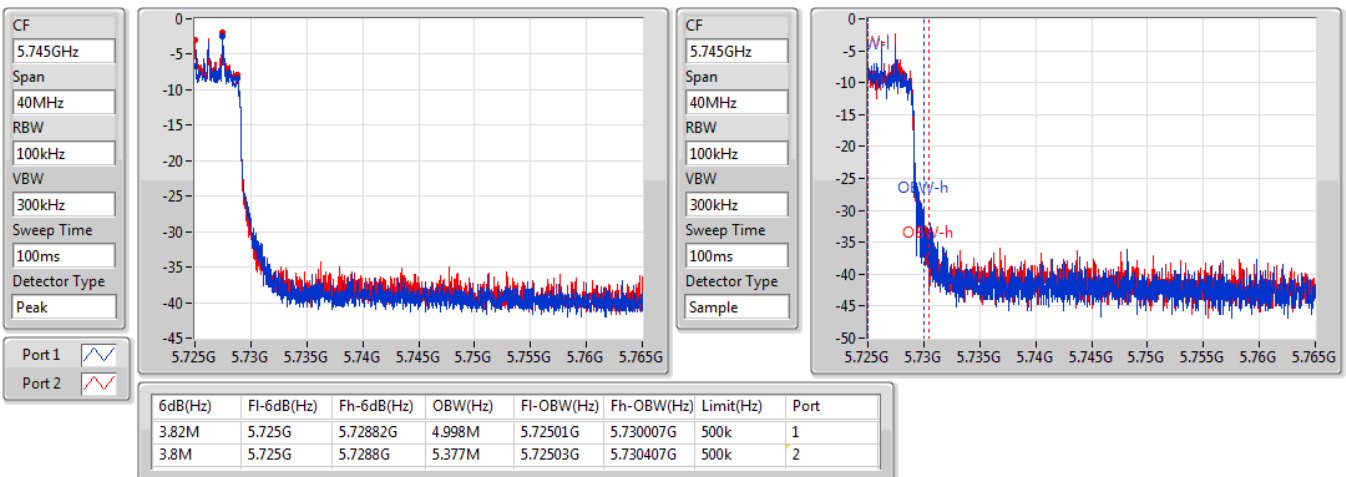 CF
5.745GHz
Span
40MHz
RBW
100kHz
VBW
300kHz
Sweep Time
100ms
Detector Type
Peak
Port 1
Port 2
0
-5
-10
-15
-20
-25
-30
-35
-40
-45
5.725G 5.73G 5.735G 5.74G 5.745G 5.75G 5.755G 5.76G 5.765G
CF
5.745GHz
Span
40MHz
RBW
100kHz
VBW
300kHz
Sweep Time
100ms
Detector Type
Sample
0
-5
-10
-15
-20
-25
-30
-35
-40
-45
-50
OBW-h
OBW-h
5.725G 5.73G 5.735G 5.74G 5.745G 5.75G 5.755G 5.76G 5.765G
6dB(Hz) Fl-6dB(Hz) Fh-6dB(Hz) OBW(Hz) Fl-OBW(Hz) Fh-OBW(Hz) Limit(Hz) Port
3.82M 5.725G 5.72882G 4.998M 5.72501G 5.730007G 500k 1
3.8M 5.725G 5.7288G 5.377M 5.72503G 5.730407G 500k 2